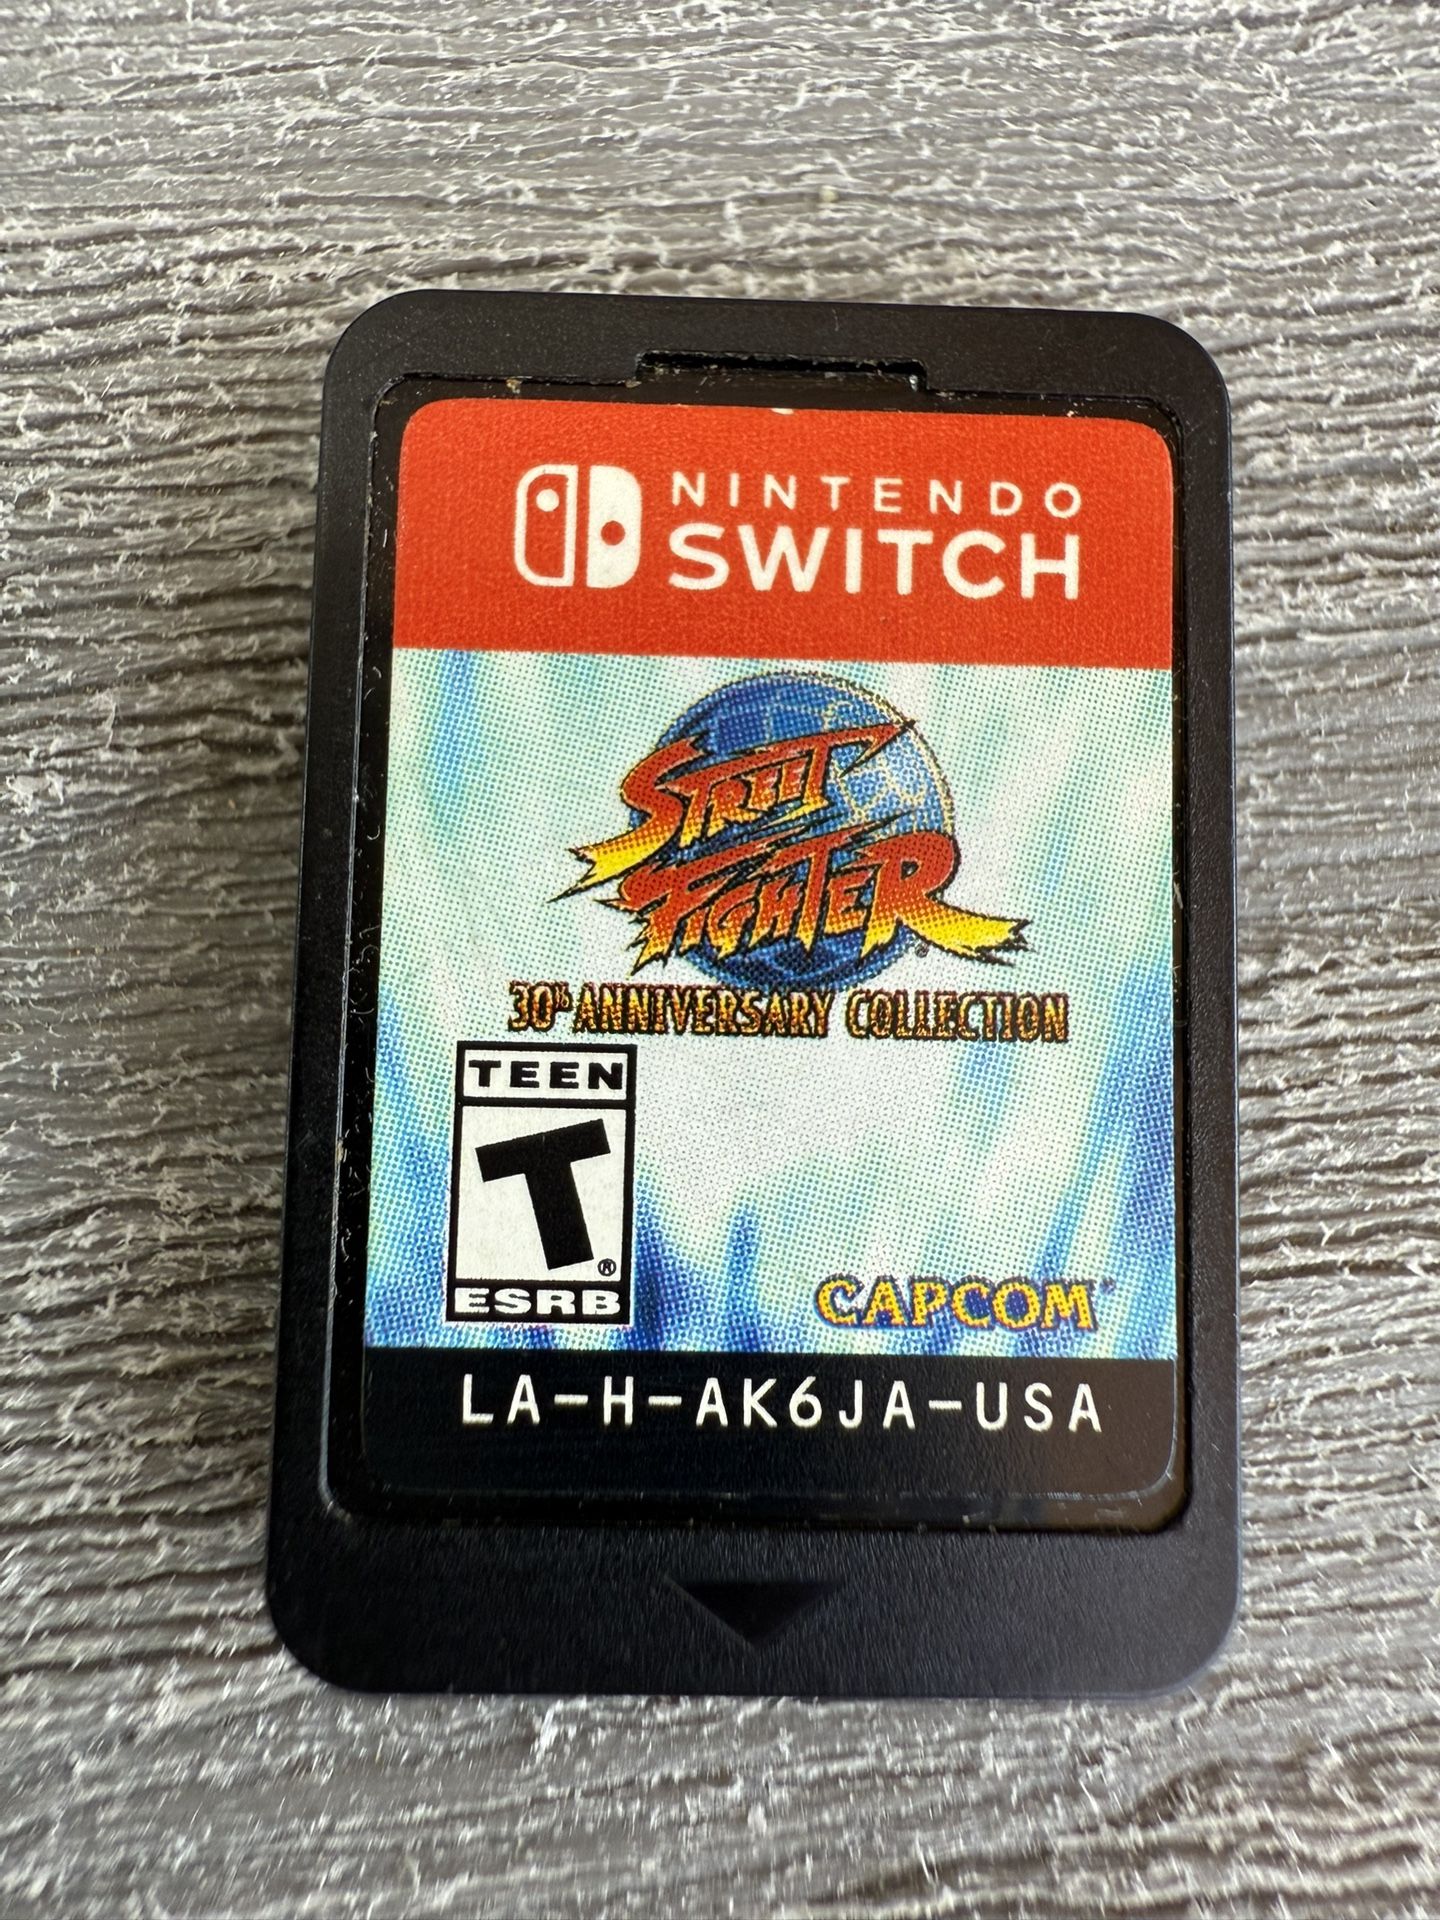 NINTENDO
SWITCH
STREET
FIGHTER®
30th ANNIVERSARY COLLECTION
TEEN
T®
ESRB
CAPCOM®
LA-H-AK6JA-USA